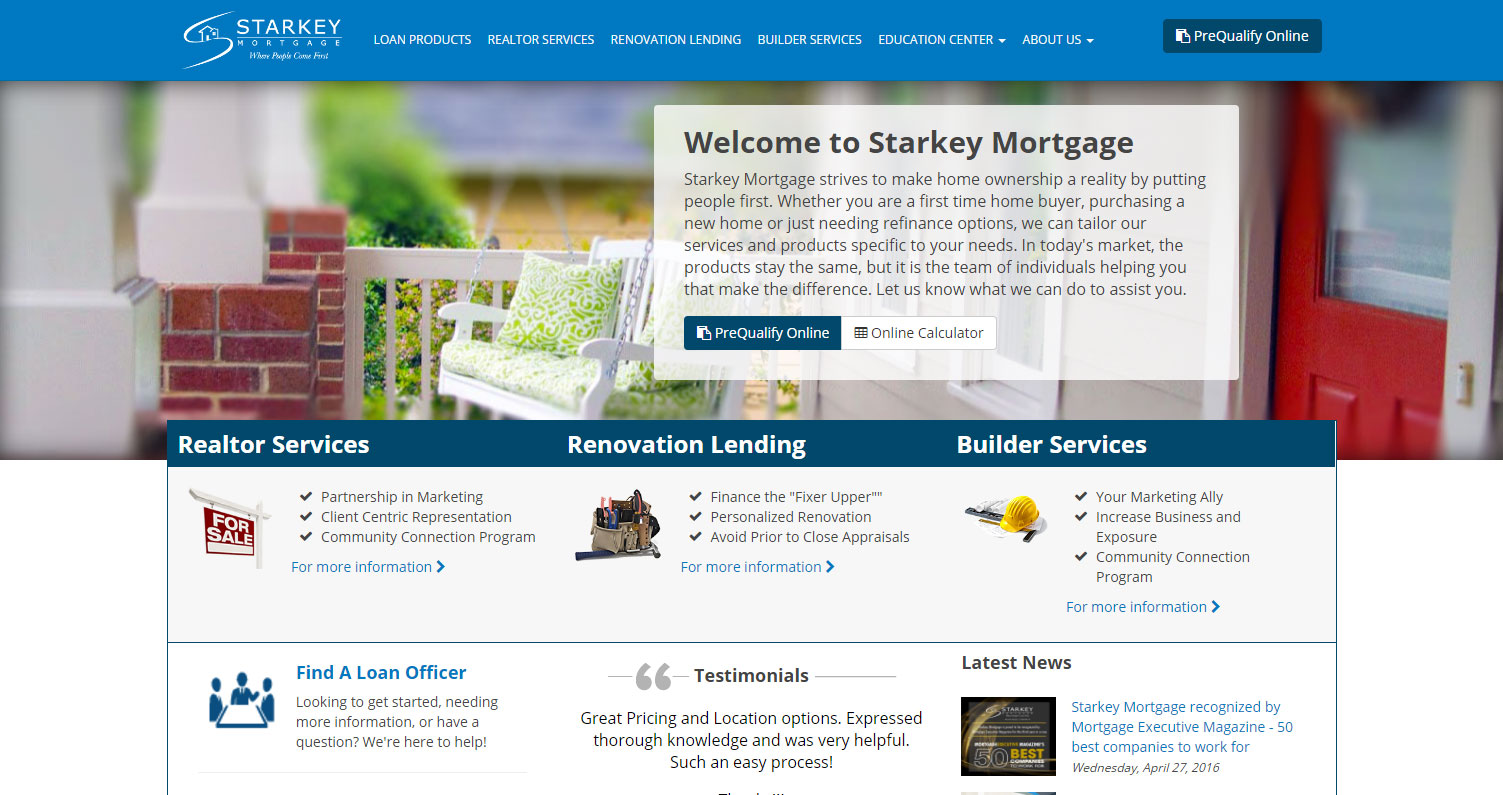 STARKEY
MORTGAGE
Where People Come First
LOAN PRODUCTS REALTOR SERVICES RENOVATION LENDING BUILDER SERVICES EDUCATION CENTER ABOUT US
PreQualify Online
Welcome to Starkey Mortgage
Starkey Mortgage strives to make home ownership a reality by putting
people first. Whether you are a first time home buyer, purchasing a
new home or just needing refinance options, we can tailor our
services and products specific to your needs. In today's market, the
products stay the same, but it is the team of individuals helping you
that make the difference. Let us know what we can do to assist you.
PreQualify Online Online Calculator
Realtor Services
FOR
SALE
Partnership in Marketing
Client Centric Representation
Community Connection Program
For more information
Renovation Lending
Finance the "Fixer Upper""
Personalized Renovation
Avoid Prior to Close Appraisals
For more information
Builder Services
Your Marketing Ally
Increase Business and
Exposure
Community Connection
Program
For more information
Find A Loan Officer
Looking to get started, needing
more information, or have a
question? We're here to help!
Testimonials
Great Pricing and Location options. Expressed
thorough knowledge and was very helpful.
Such an easy process!
Latest News
STARKEY
50 BEST
COMPANIES
Starkey Mortgage recognized by
Mortgage Executive Magazine - 50
best companies to work for
Wednesday, April 27, 2016